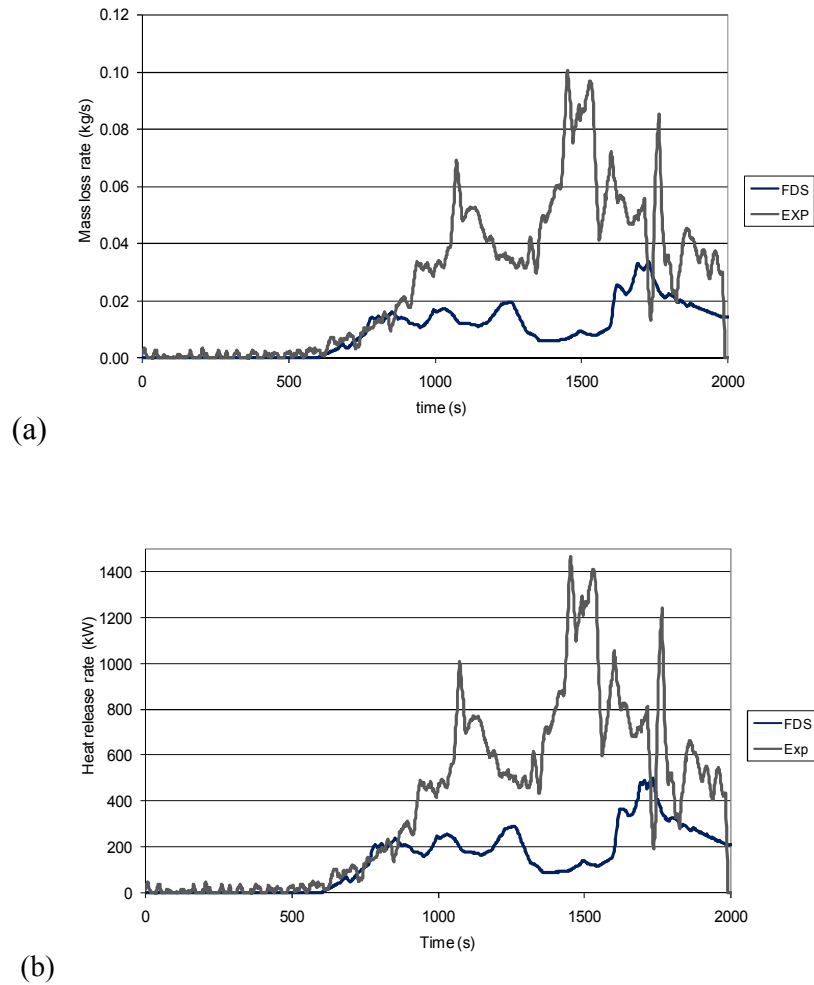 0.12
0.10
0.08
0.06
0.04
0.02
0.00
Mass loss rate (kg/s)
0 500 1000 1500 2000
time (s)
FDS
EXP
(a)
1400
1200
1000
800
600
400
200
0
Heat release rate (kW)
0 500 1000 1500 2000
Time (s)
FDS
Exp
(b)